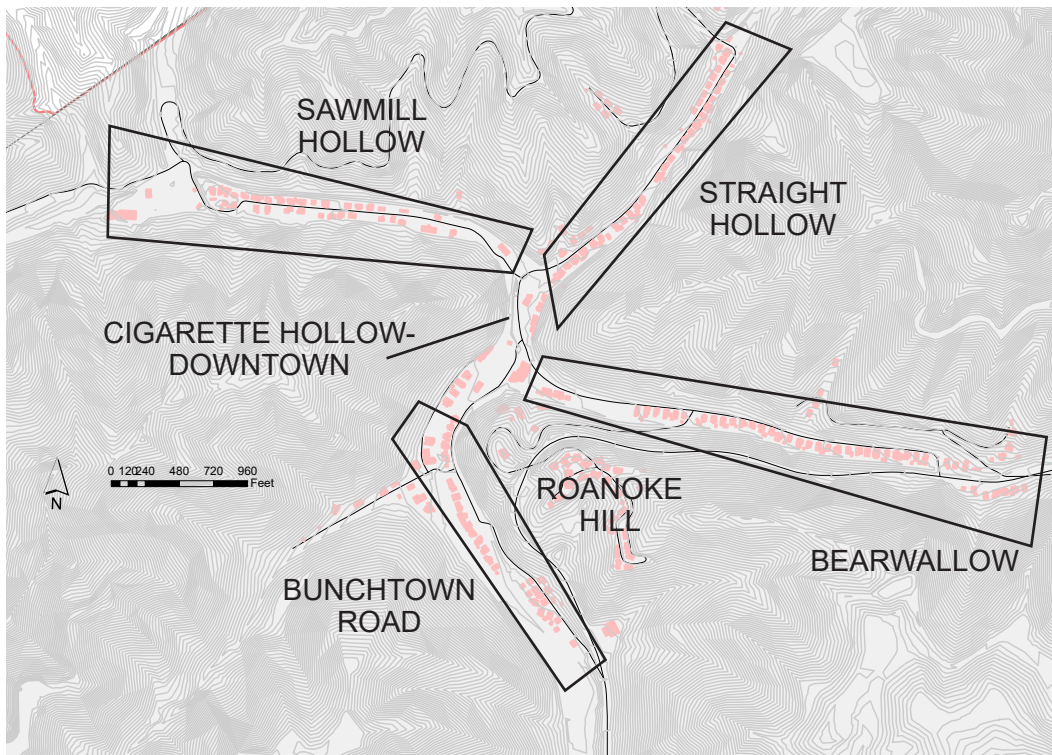 SAWMILL
HOLLOW
STRAIGHT
HOLLOW
CIGARETTE HOLLOW-
DOWNTOWN
0 120 240 480 720 960
Feet
N
ROANOKE
HILL
BEARWALLOW
BUNCHTOWN
ROAD